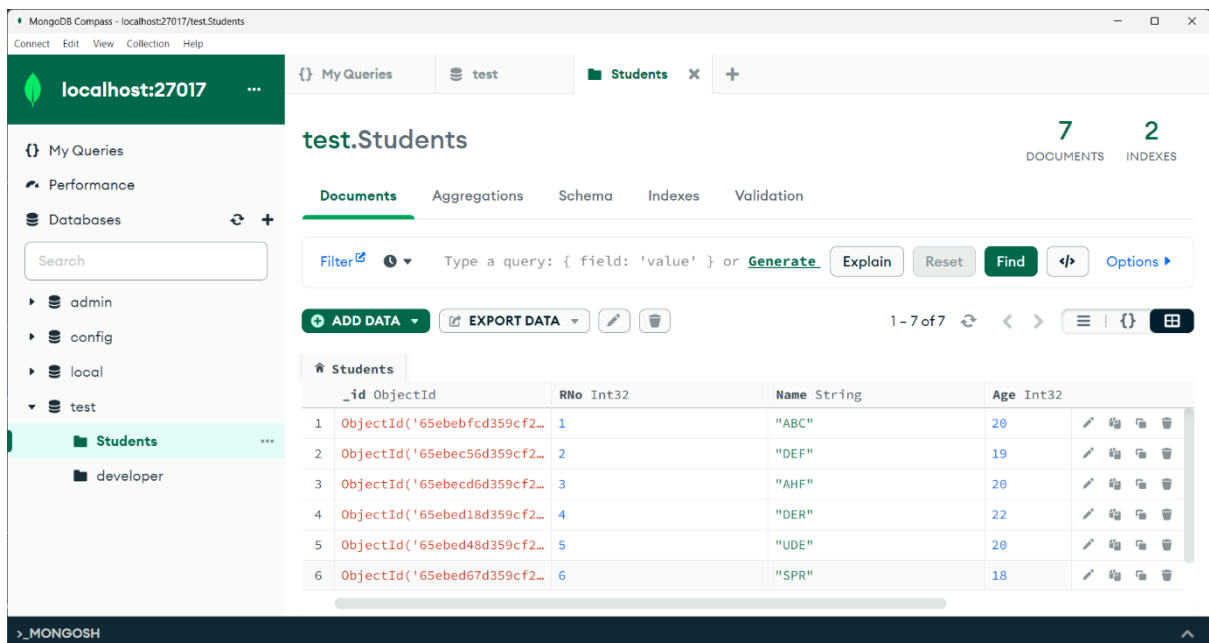 MongoDB Compass - localhost:27017/test.Students
Connect Edit View Collection Help
localhost:27017 ...
{} My Queries
Performance
Databases
Search
admin
config
local
test
Students ...
developer
{} My Queries test Students +
test.Students
7 2
DOCUMENTS INDEXES
Documents Aggregations Schema Indexes Validation
Filter Type a query: { field: 'value' } or Generate Explain Reset Find </> Options
ADD DATA EXPORT DATA 1 – 7 of 7 {}
Students
_id ObjectId RNo Int32 Name String Age Int32
1 ObjectId('65ebebfcd359cf2… 1 "ABC" 20
2 ObjectId('65ebec56d359cf2… 2 "DEF" 19
3 ObjectId('65ebecd6d359cf2… 3 "AHF" 20
4 ObjectId('65ebed18d359cf2… 4 "DER" 22
5 ObjectId('65ebed48d359cf2… 5 "UDE" 20
6 ObjectId('65ebed67d359cf2… 6 "SPR" 18
>_MONGOSH